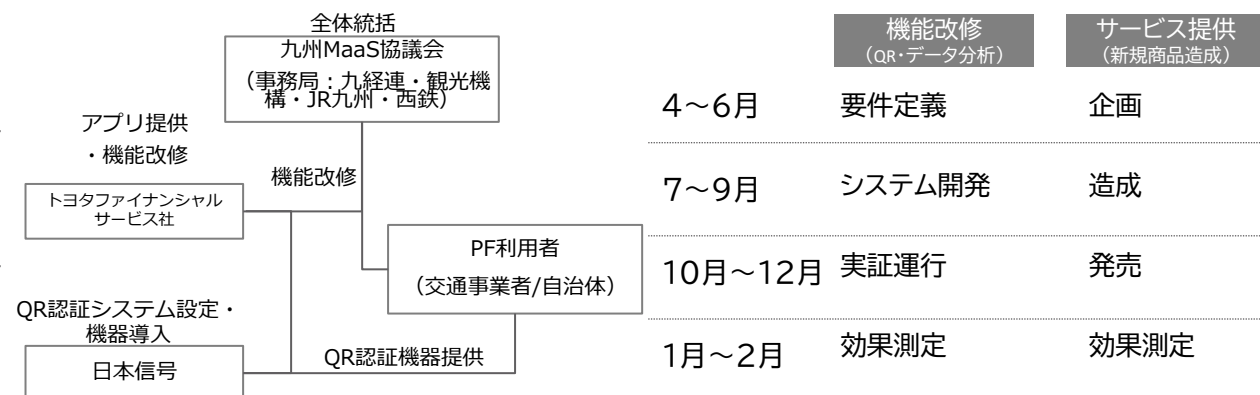 全体統括
九州MaaS協議会
（事務局：九経連・観光機
構・JR九州・西鉄）
アプリ提供
・機能改修
機能改修
トヨタファイナンシャル
サービス社
PF利用者
（交通事業者/自治体）
QR認証システム設定・
機器導入
日本信号
QR認証機器提供
機能改修
（QR・データ分析）
サービス提供
（新規商品造成）
4～6月 要件定義 企画
7～9月 システム開発 造成
10月～12月 実証運行 発売
1月～2月 効果測定 効果測定